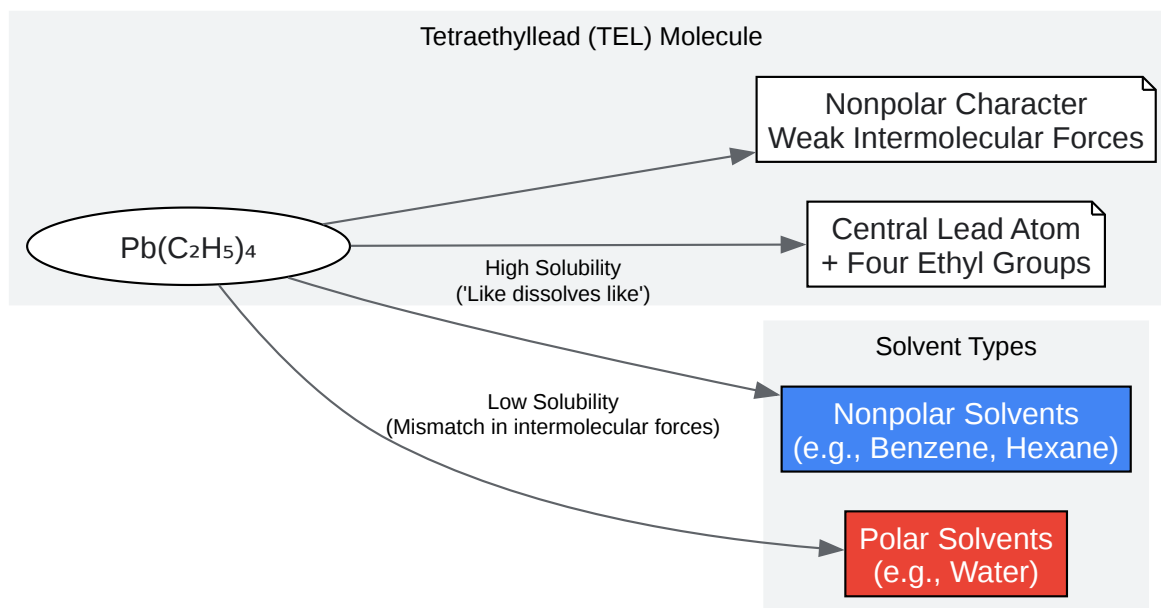 Tetraethyllead (TEL) Molecule
Nonpolar Character
Weak Intermolecular Forces
Pb(C₂H₅)₄
Central Lead Atom
+ Four Ethyl Groups
High Solubility
('Like dissolves like')
Solvent Types
Low Solubility
(Mismatch in intermolecular forces)
Nonpolar Solvents
(e.g., Benzene, Hexane)
Polar Solvents
(e.g., Water)